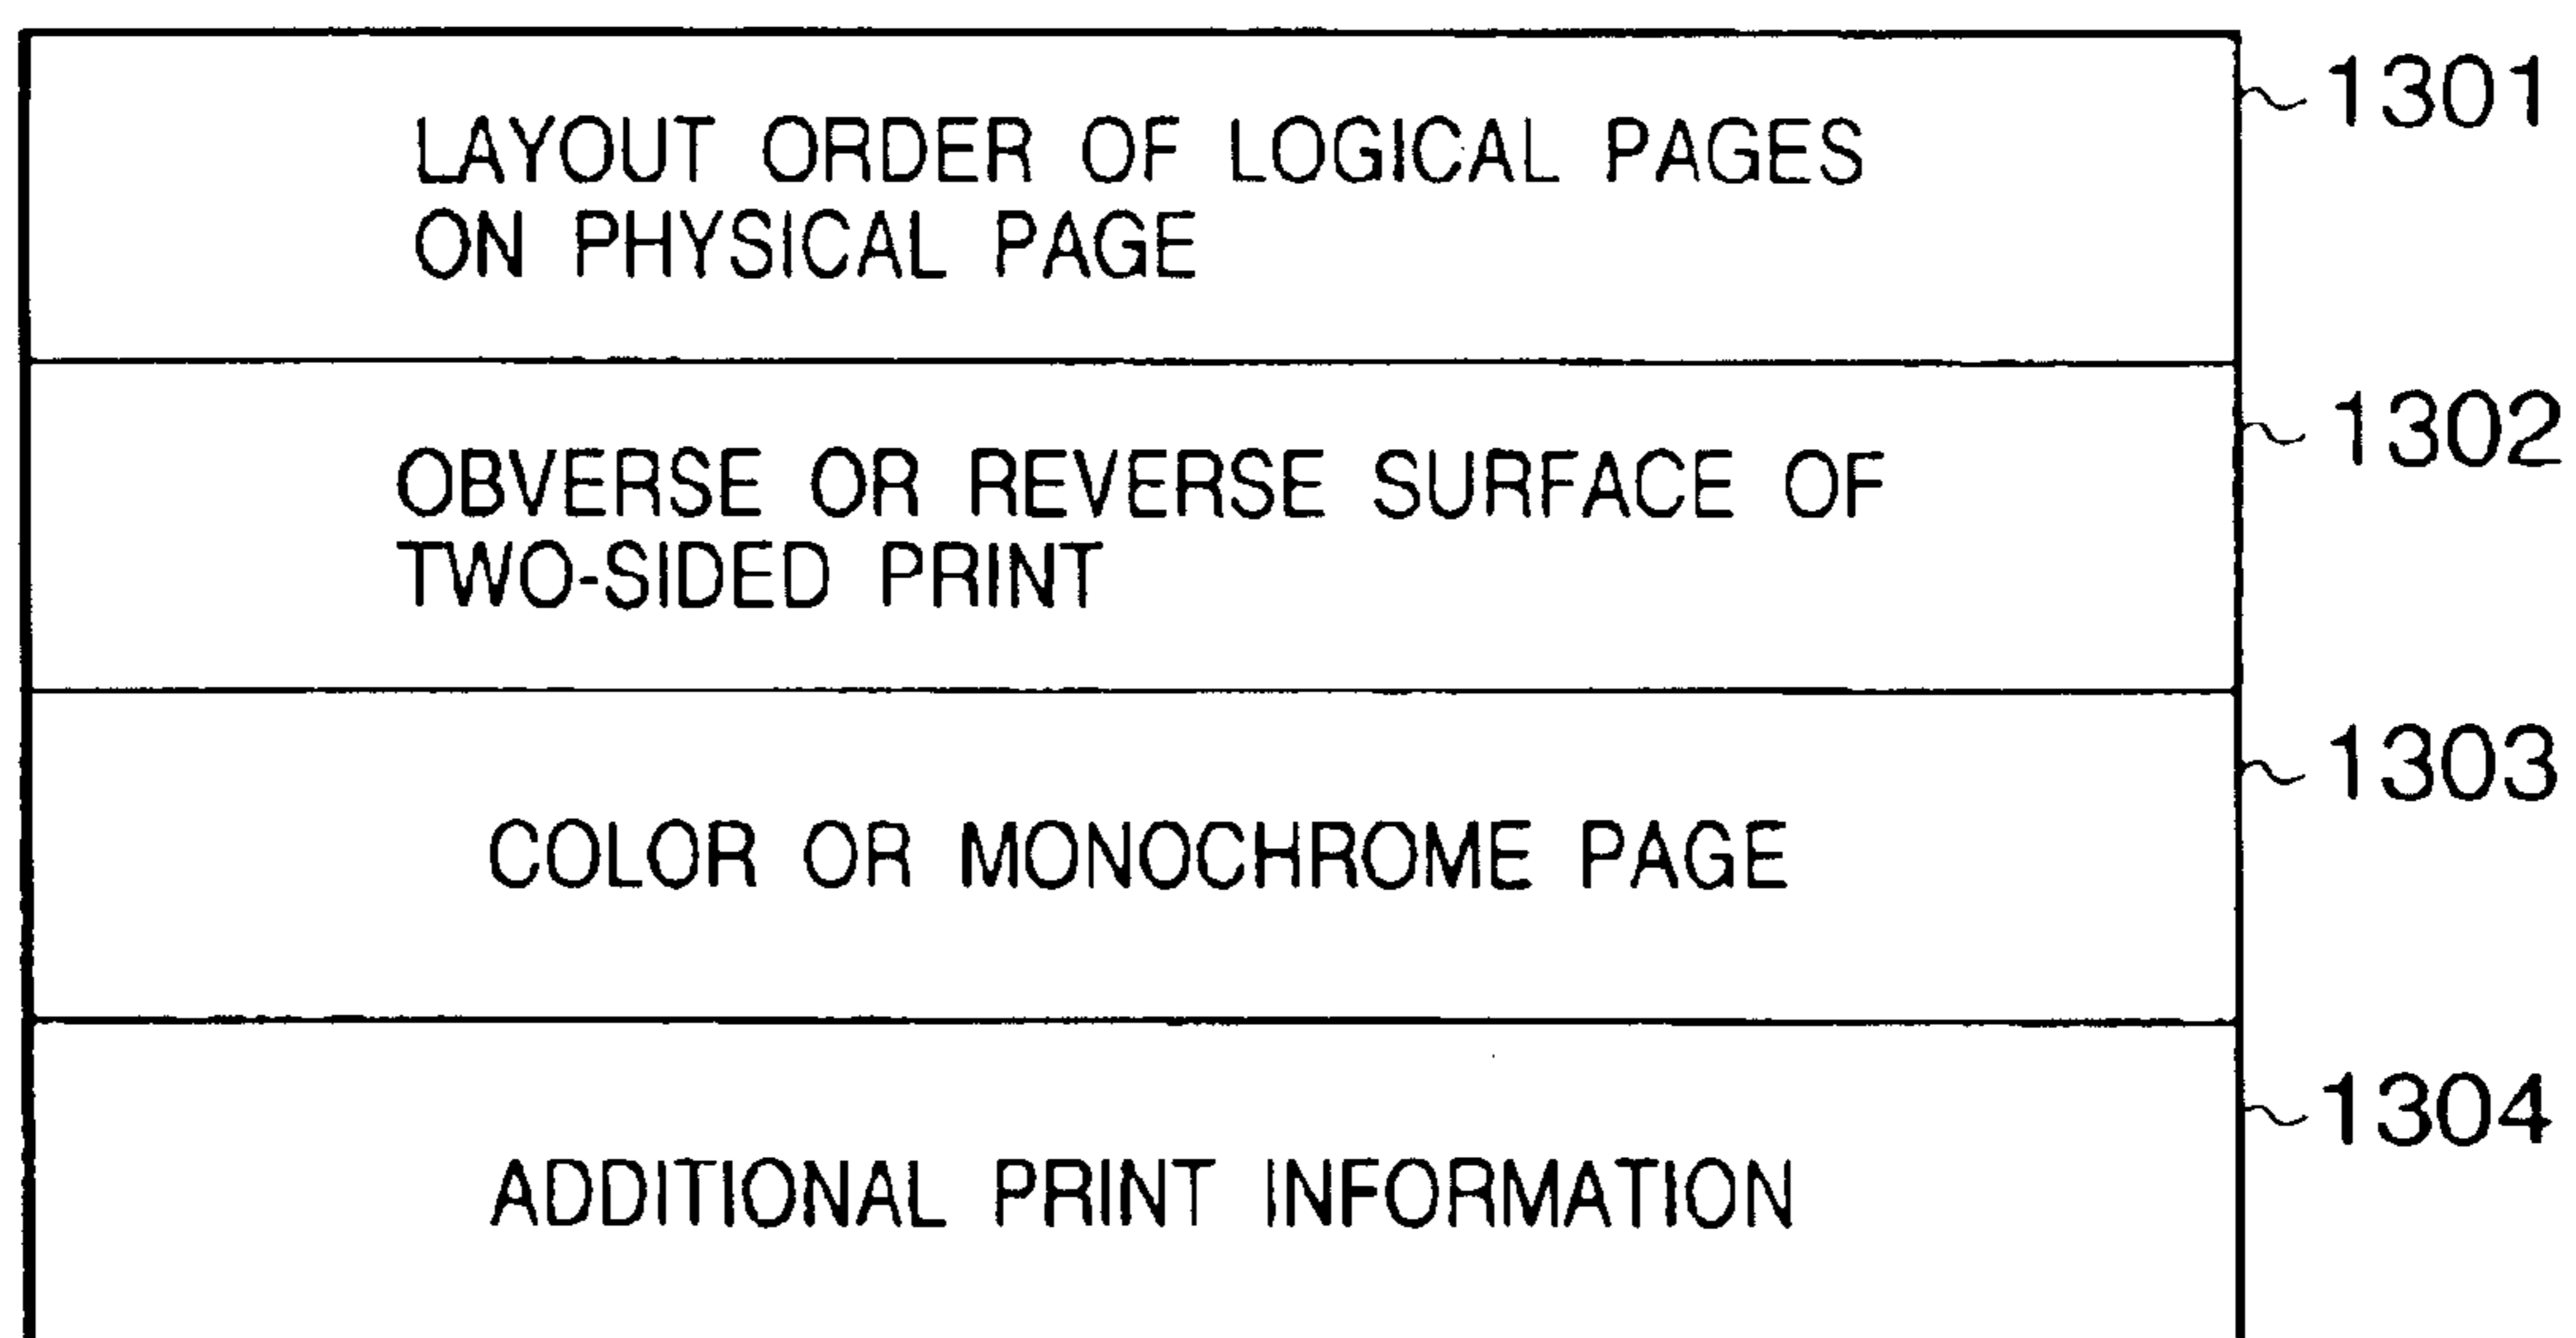 1301
LAYOUT ORDER OF LOGICAL PAGES
ON PHYSICAL PAGE
1302
OBVERSE OR REVERSE SURFACE OF
TWO-SIDED PRINT
1303
COLOR OR MONOCHROME PAGE
1304
ADDITIONAL PRINT INFORMATION